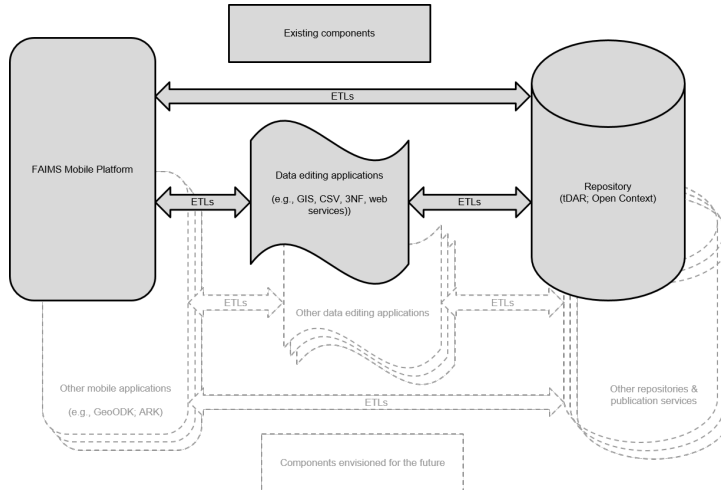 Existing components
ETLs
FAIMS Mobile Platform
Data editing applications
(e.g., GIS, CSV, 3NF, web
services))
Repository
(tDAR; Open Context)
ETLs
ETLs
ETLs
ETLs
Other data editing applications
Other mobile applications
(e.g., GeoODK; ARK)
ETLs
Other repositories &
publication services
Components envisioned for the future